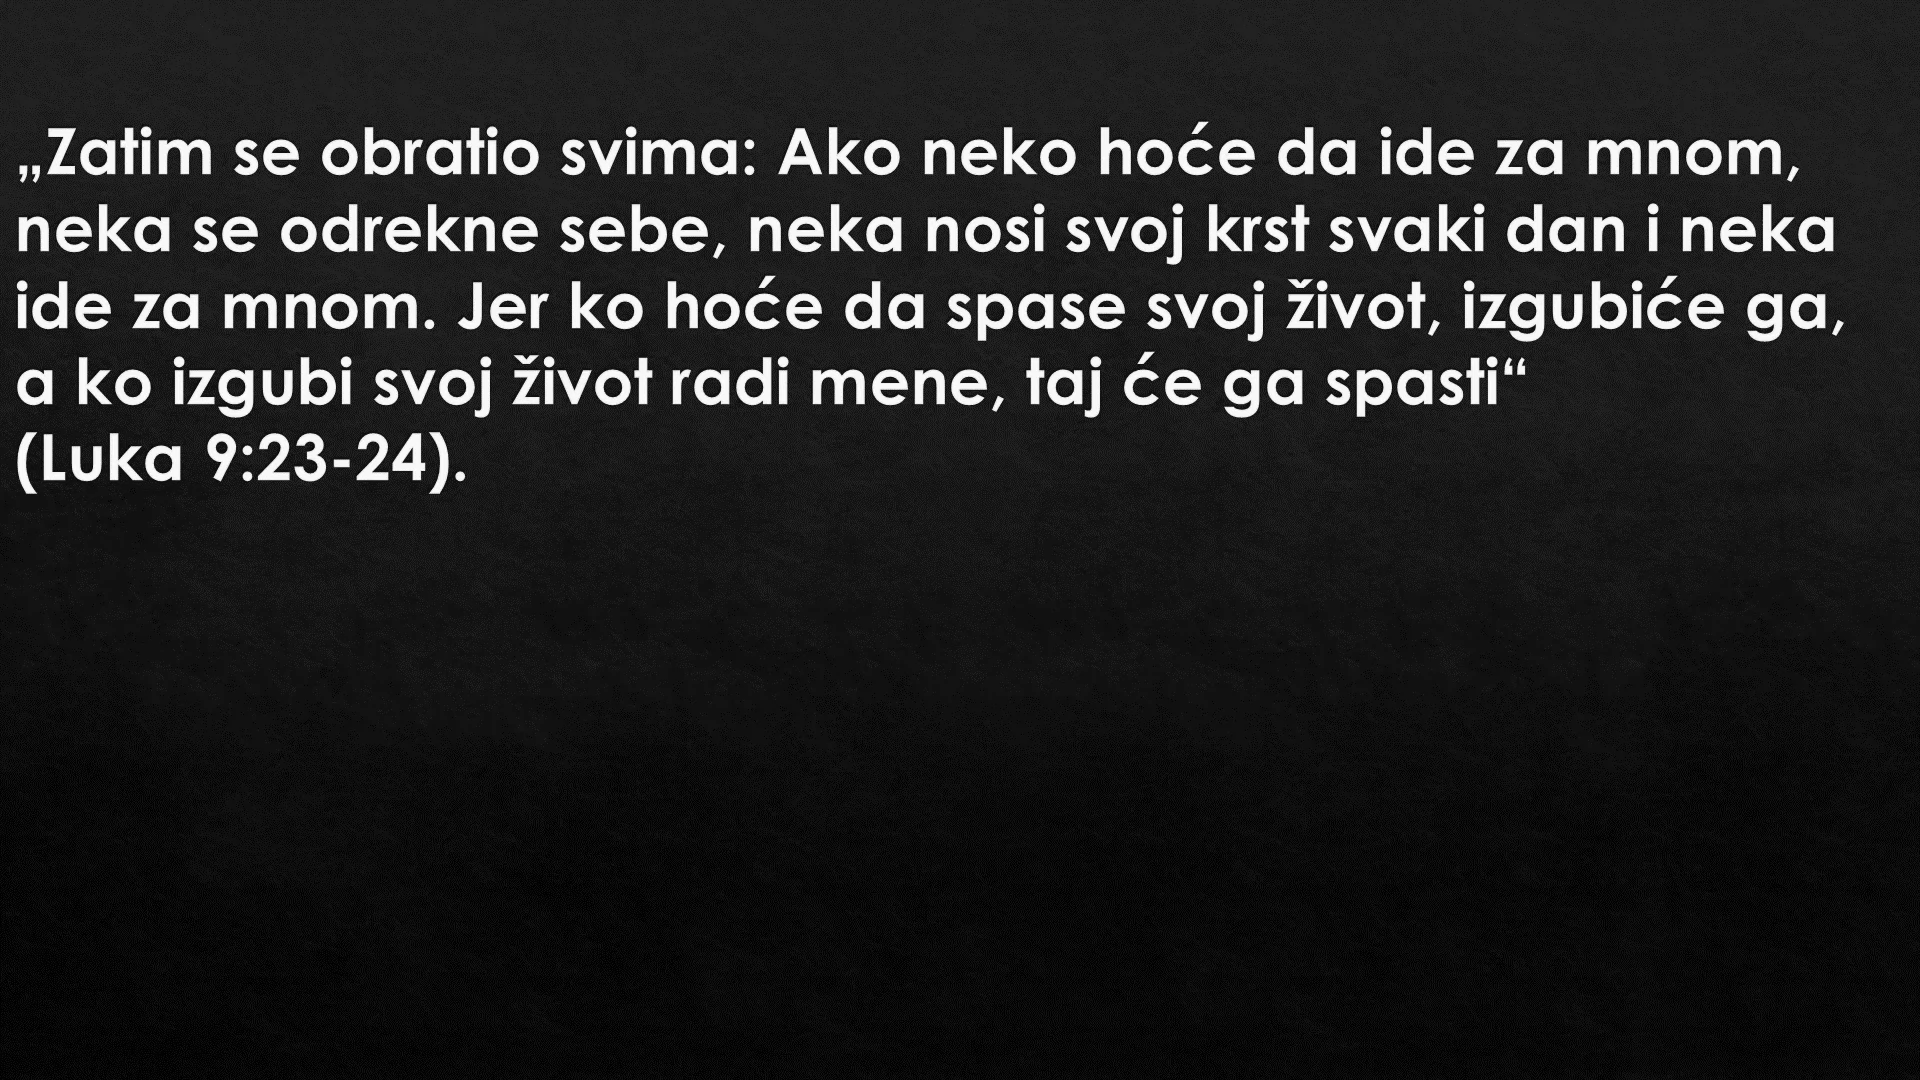 „Zatim se obratio svima: Ako neko hoće da ide za mnom,
neka se odrekne sebe, neka nosi svoj krst svaki dan i neka
ide za mnom. Jer ko hoće da spase svoj život, izgubiće ga,
a ko izgubi svoj život radi mene, taj će ga spasti“
(Luka 9:23-24).